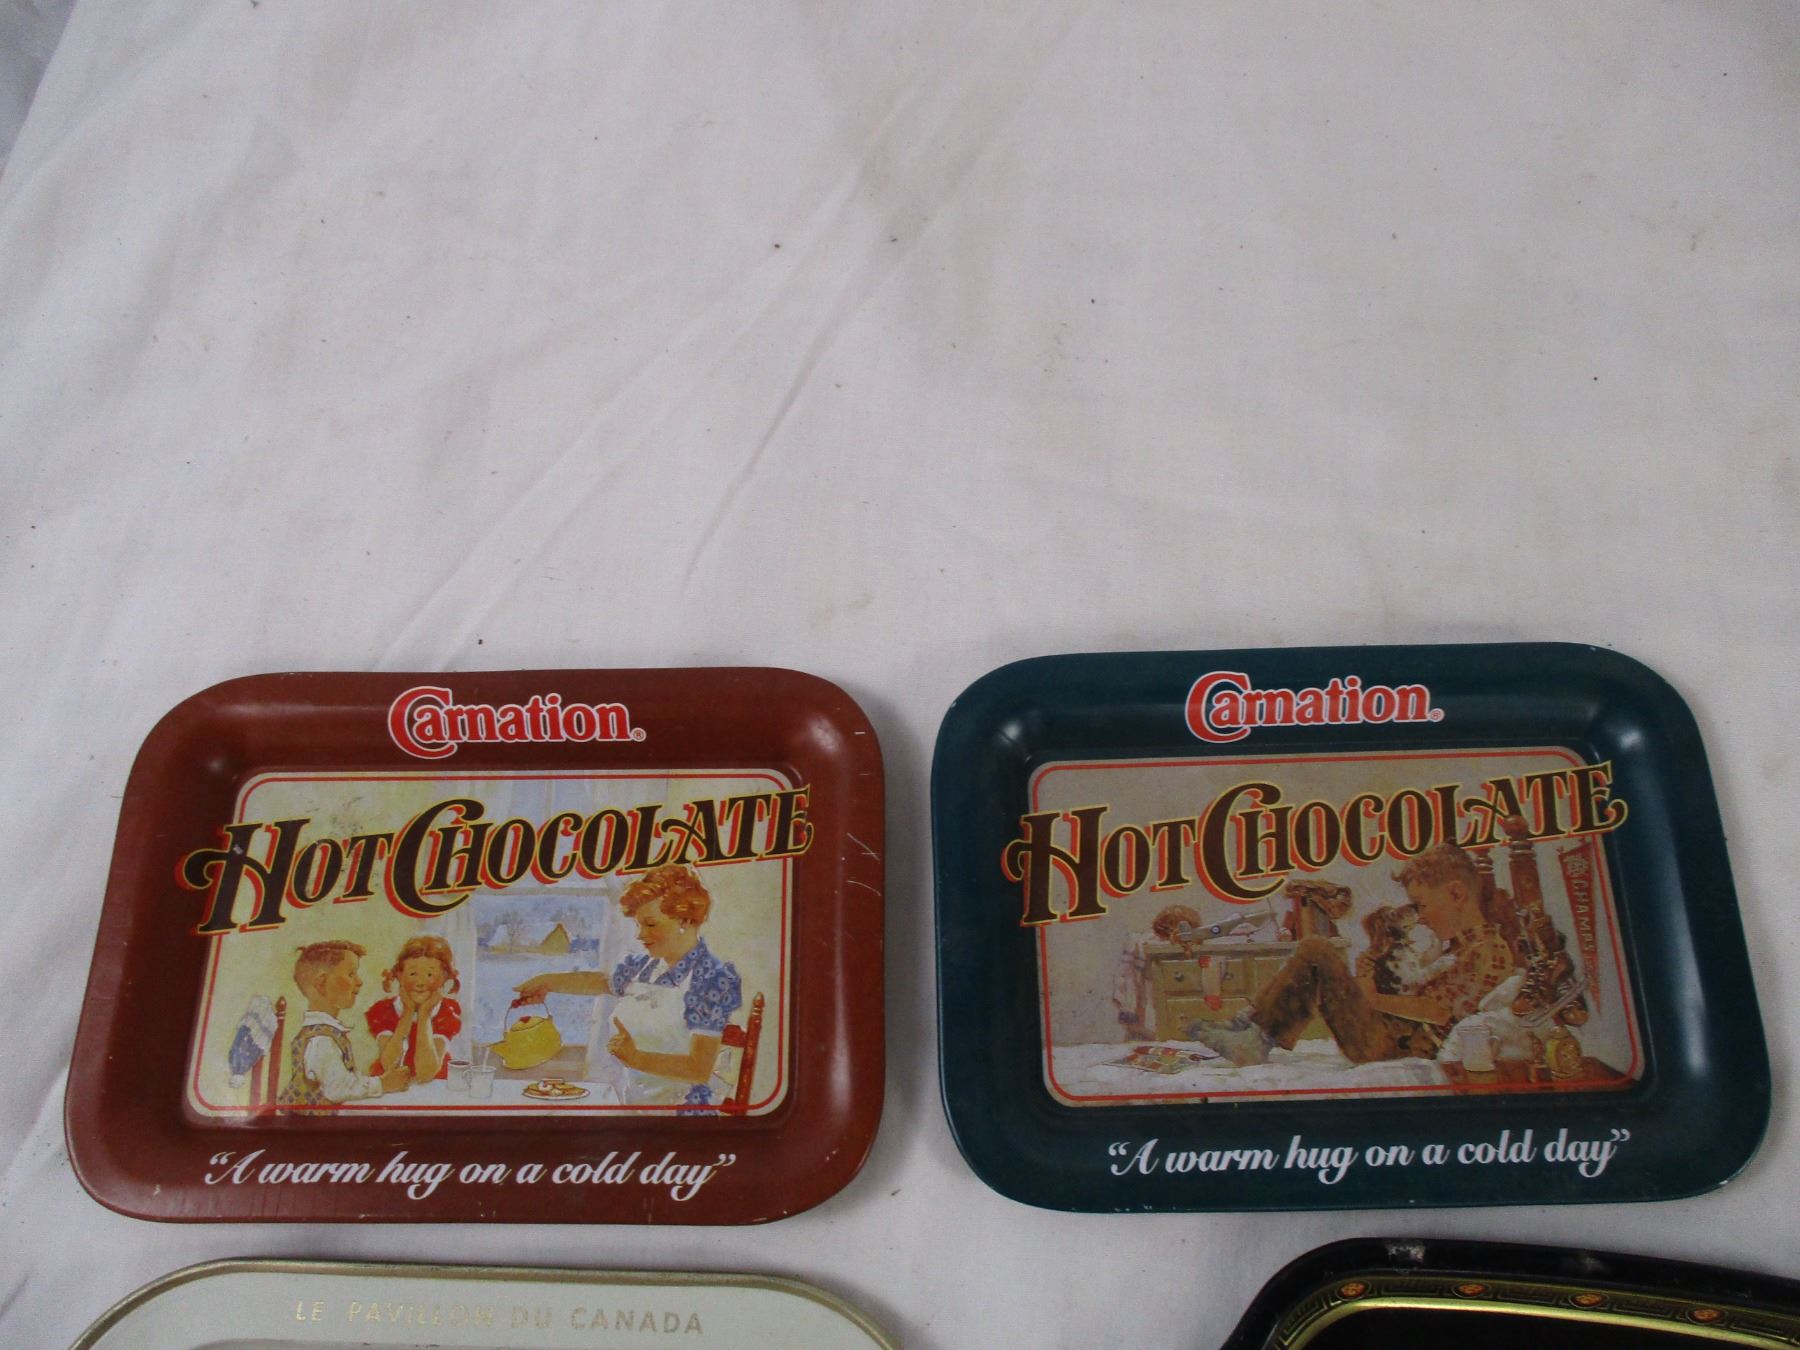 Carnation®
HOT CHOCOLATE
"A warm hug on a cold day"
Carnation®
HOT CHOCOLATE
CHAMPS
"A warm hug on a cold day"
LE PAVILLON DU CANADA